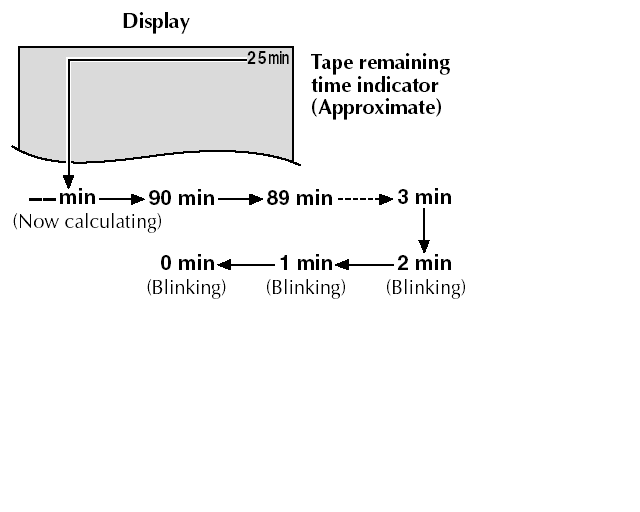 Display
25min
Tape remaining
time indicator
(Approximate)
–– min 90 min 89 min 3 min
(Now calculating)
0 min 1 min 2 min
(Blinking) (Blinking) (Blinking)